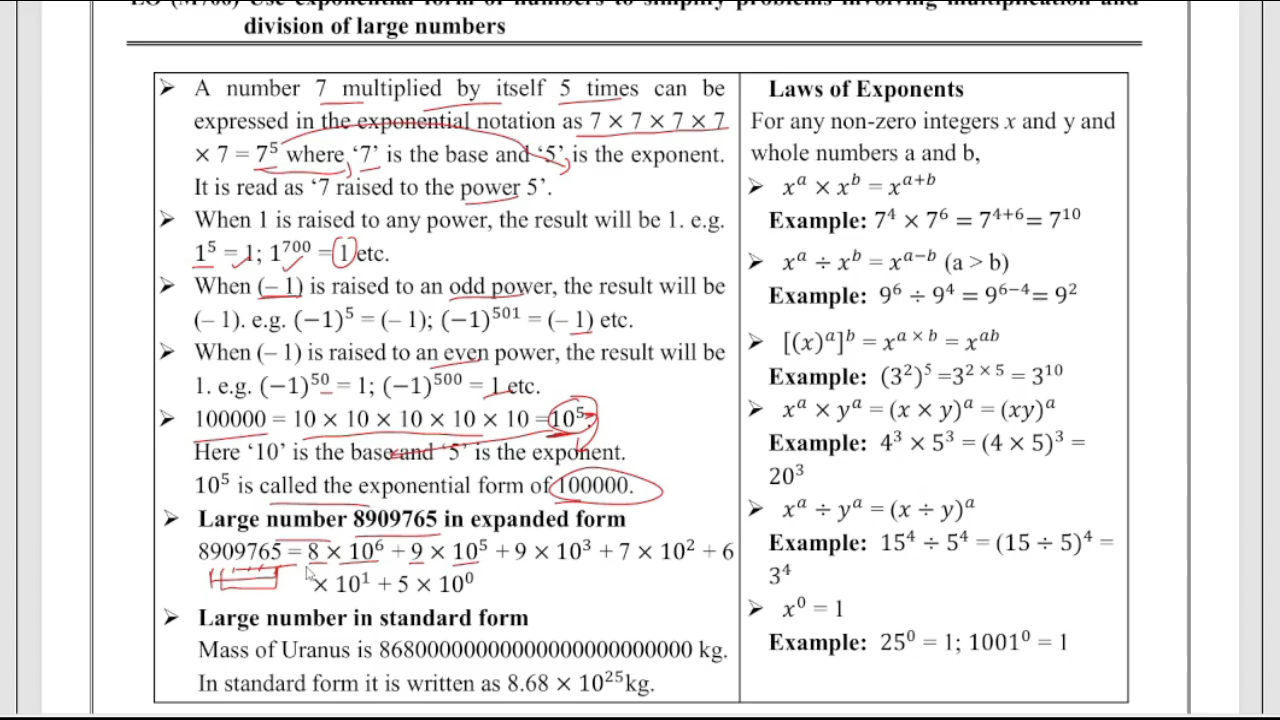 division of large numbers
➢ A number 7 multiplied by itself 5 times can be
expressed in the exponential notation as 7 × 7 × 7 × 7
× 7 = 7⁵ where ‘7’ is the base and ‘5’ is the exponent.
It is read as ‘7 raised to the power 5’.
➢ When 1 is raised to any power, the result will be 1. e.g.
1⁵ = 1; 1⁷⁰⁰ = 1 etc.
➢ When (– 1) is raised to an odd power, the result will be
(– 1). e.g. (−1)⁵ = (– 1); (−1)⁵⁰¹ = (– 1) etc.
➢ When (– 1) is raised to an even power, the result will be
1. e.g. (−1)⁵⁰ = 1; (−1)⁵⁰⁰ = 1 etc.
➢ 100000 = 10 × 10 × 10 × 10 × 10 = 10⁵.
Here ‘10’ is the base and ‘5’ is the exponent.
10⁵ is called the exponential form of 100000.
➢ Large number 8909765 in expanded form
8909765 = 8 × 10⁶ + 9 × 10⁵ + 9 × 10³ + 7 × 10² + 6
× 10¹ + 5 × 10⁰
➢ Large number in standard form
In standard form it is written as 8.68 × 10²⁵kg.
Laws of Exponents
For any non-zero integers x and y and
whole numbers a and b,
➢ xᵃ × xᵇ = xᵃ⁺ᵇ
Example: 7⁴ × 7⁶ = 7⁴⁺⁶= 7¹⁰
➢ xᵃ ÷ xᵇ = xᵃ⁻ᵇ (a > b)
Example: 9⁶ ÷ 9⁴ = 9⁶⁻⁴= 9²
➢ [(x)ᵃ]ᵇ = xᵃ ˣ ᵇ = xᵃᵇ
Example: (3²)⁵ =3² ˣ ⁵ = 3¹⁰
➢ xᵃ × yᵃ = (x × y)ᵃ = (xy)ᵃ
Example: 4³ × 5³ = (4 × 5)³ =
20³
➢ xᵃ ÷ yᵃ = (x ÷ y)ᵃ
Example: 15⁴ ÷ 5⁴ = (15 ÷ 5)⁴ =
3⁴
➢ x⁰ = 1
Example: 25⁰ = 1; 1001⁰ = 1